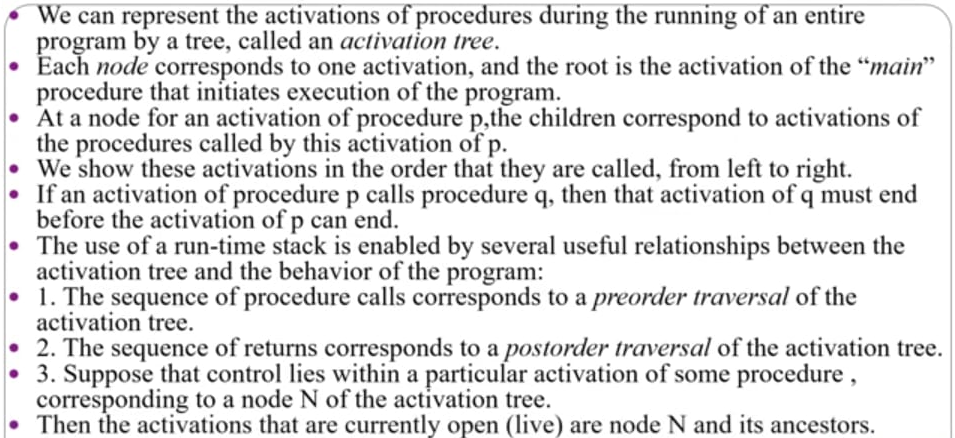 • We can represent the activations of procedures during the running of an entire
program by a tree, called an activation tree.
• Each node corresponds to one activation, and the root is the activation of the “main”
procedure that initiates execution of the program.
• At a node for an activation of procedure p,the children correspond to activations of
the procedures called by this activation of p.
• We show these activations in the order that they are called, from left to right.
• If an activation of procedure p calls procedure q, then that activation of q must end
before the activation of p can end.
• The use of a run-time stack is enabled by several useful relationships between the
activation tree and the behavior of the program:
• 1. The sequence of procedure calls corresponds to a preorder traversal of the
activation tree.
• 2. The sequence of returns corresponds to a postorder traversal of the activation tree.
• 3. Suppose that control lies within a particular activation of some procedure ,
corresponding to a node N of the activation tree.
• Then the activations that are currently open (live) are node N and its ancestors.